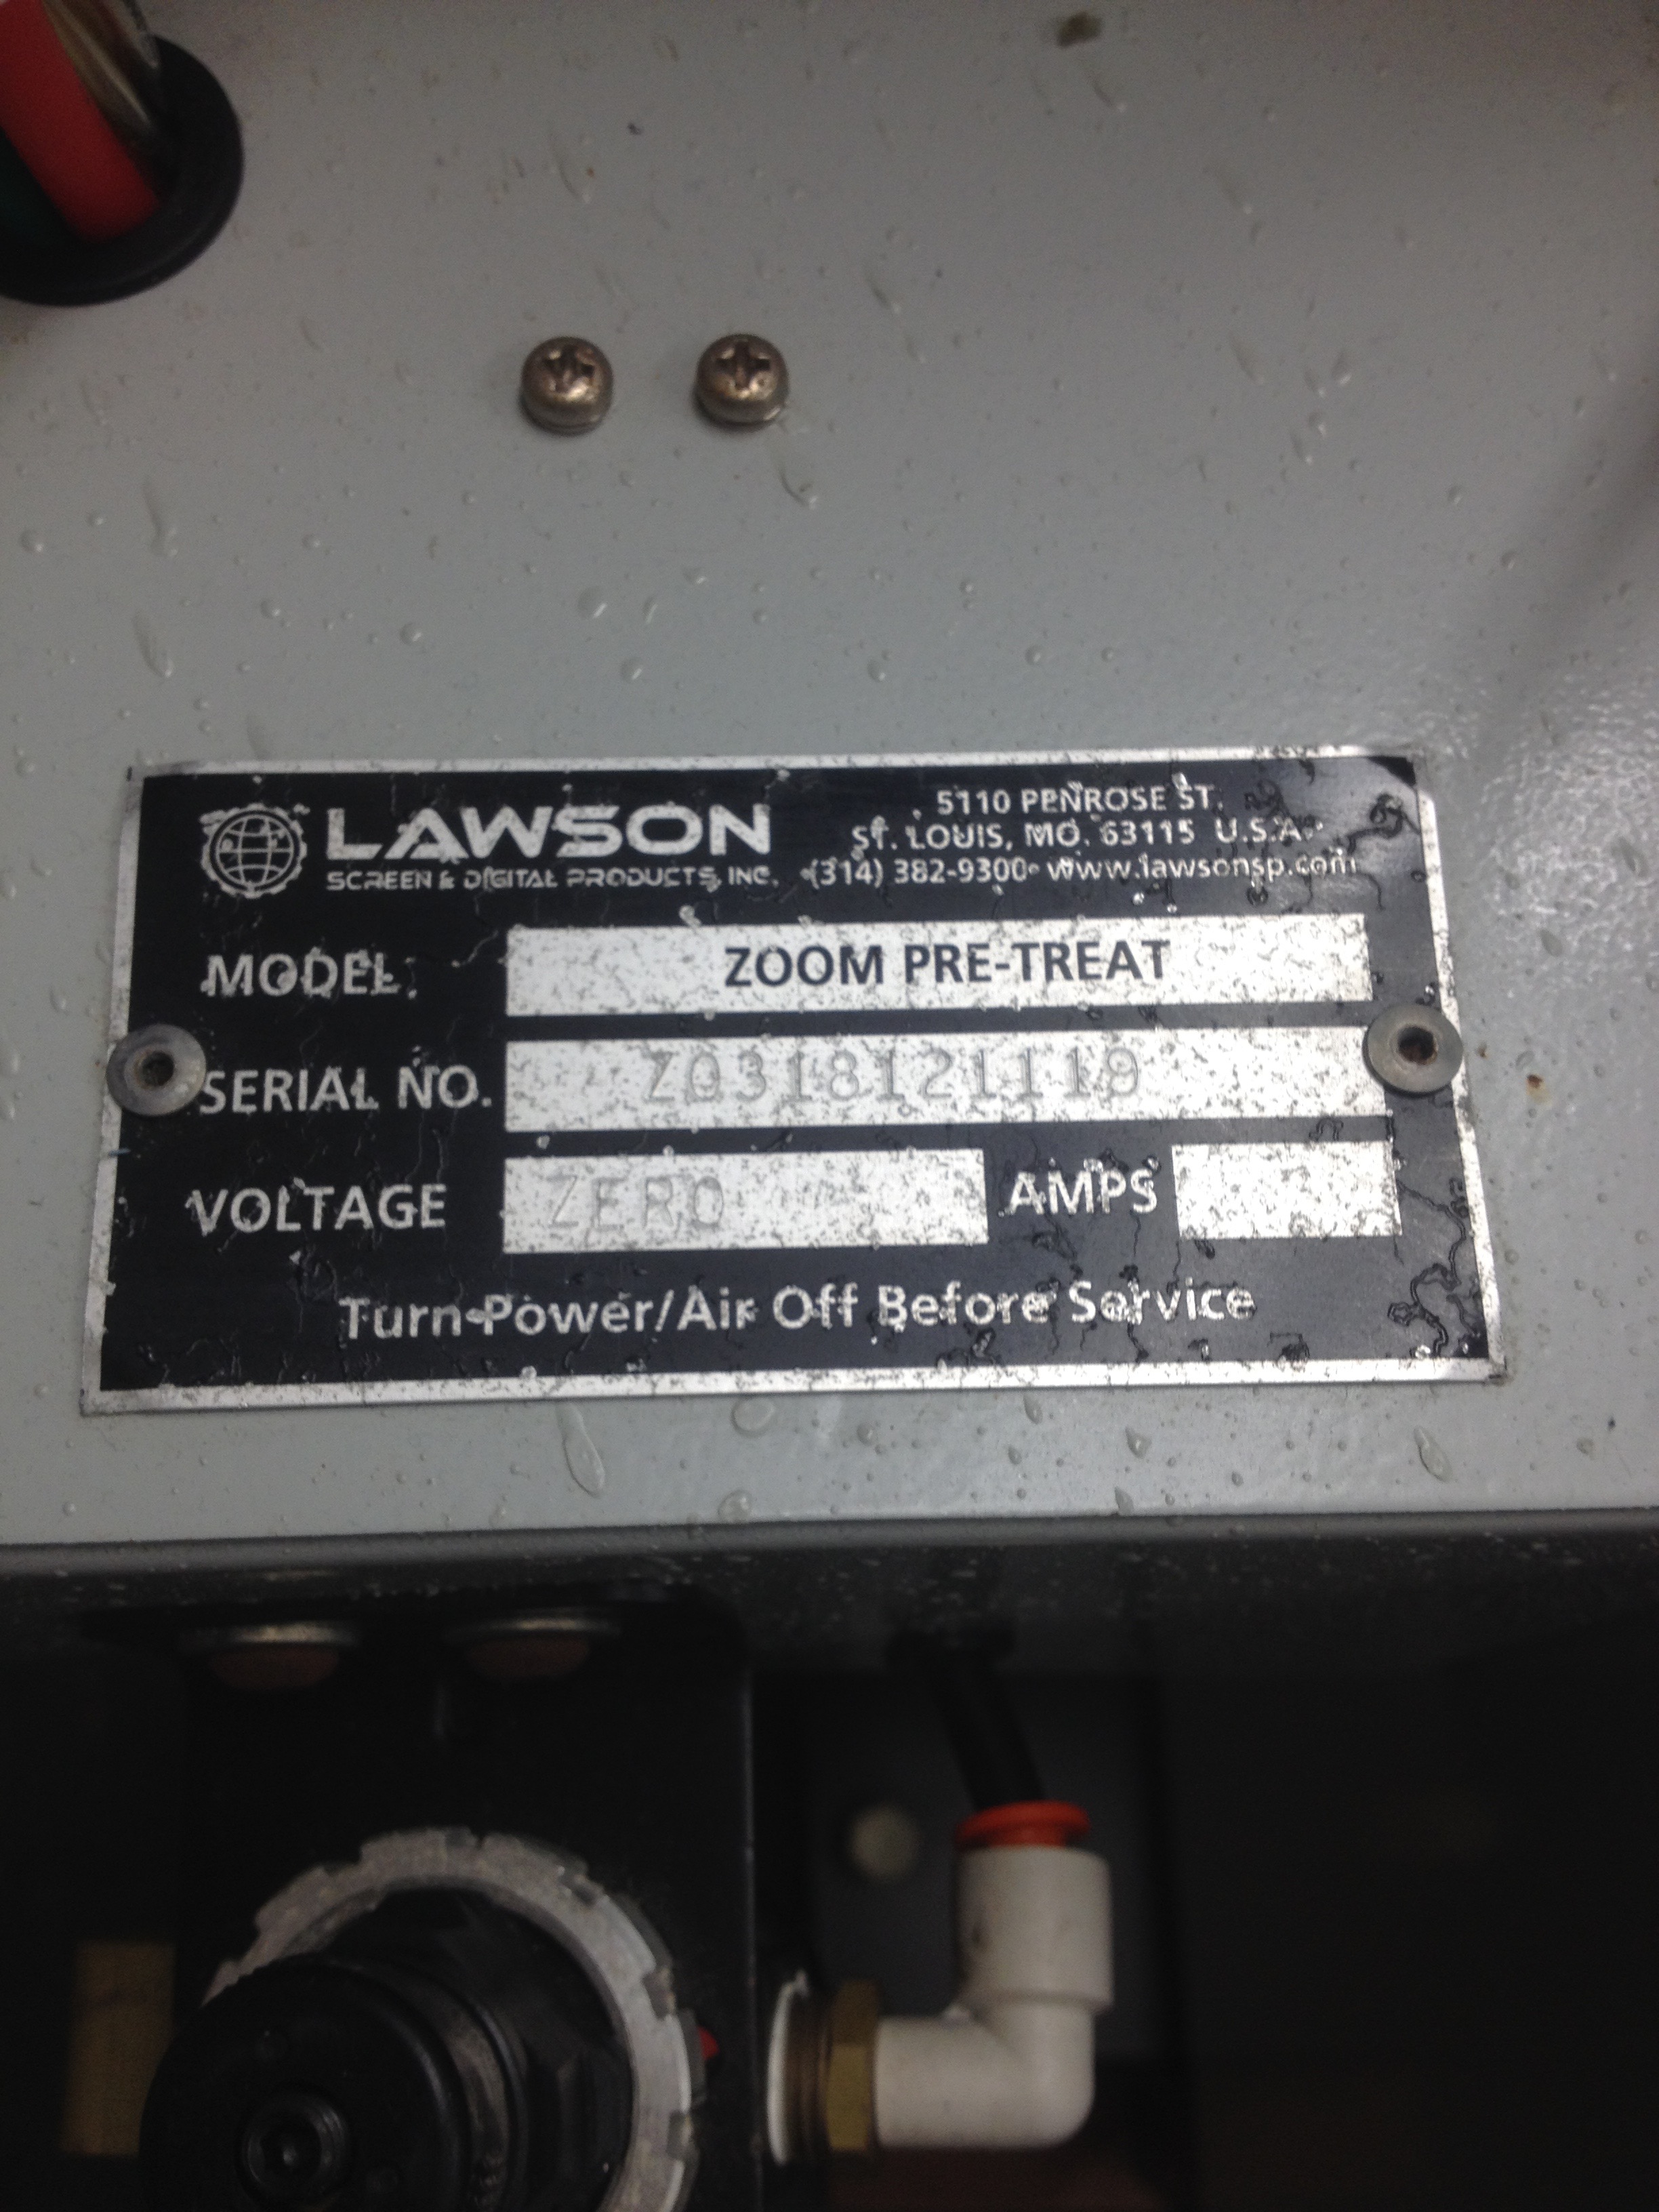 LAWSON
SCREEN & DIGITAL PRODUCTS, INC.
5110 PENROSE ST.
ST. LOUIS, MO. 63115 U.S.A.
(314) 382-9300 • www.lawsonsp.com
MODEL: ZOOM PRE-TREAT
SERIAL NO. ZQ318121119
VOLTAGE ZERO AMPS
Turn Power/Air Off Before Service